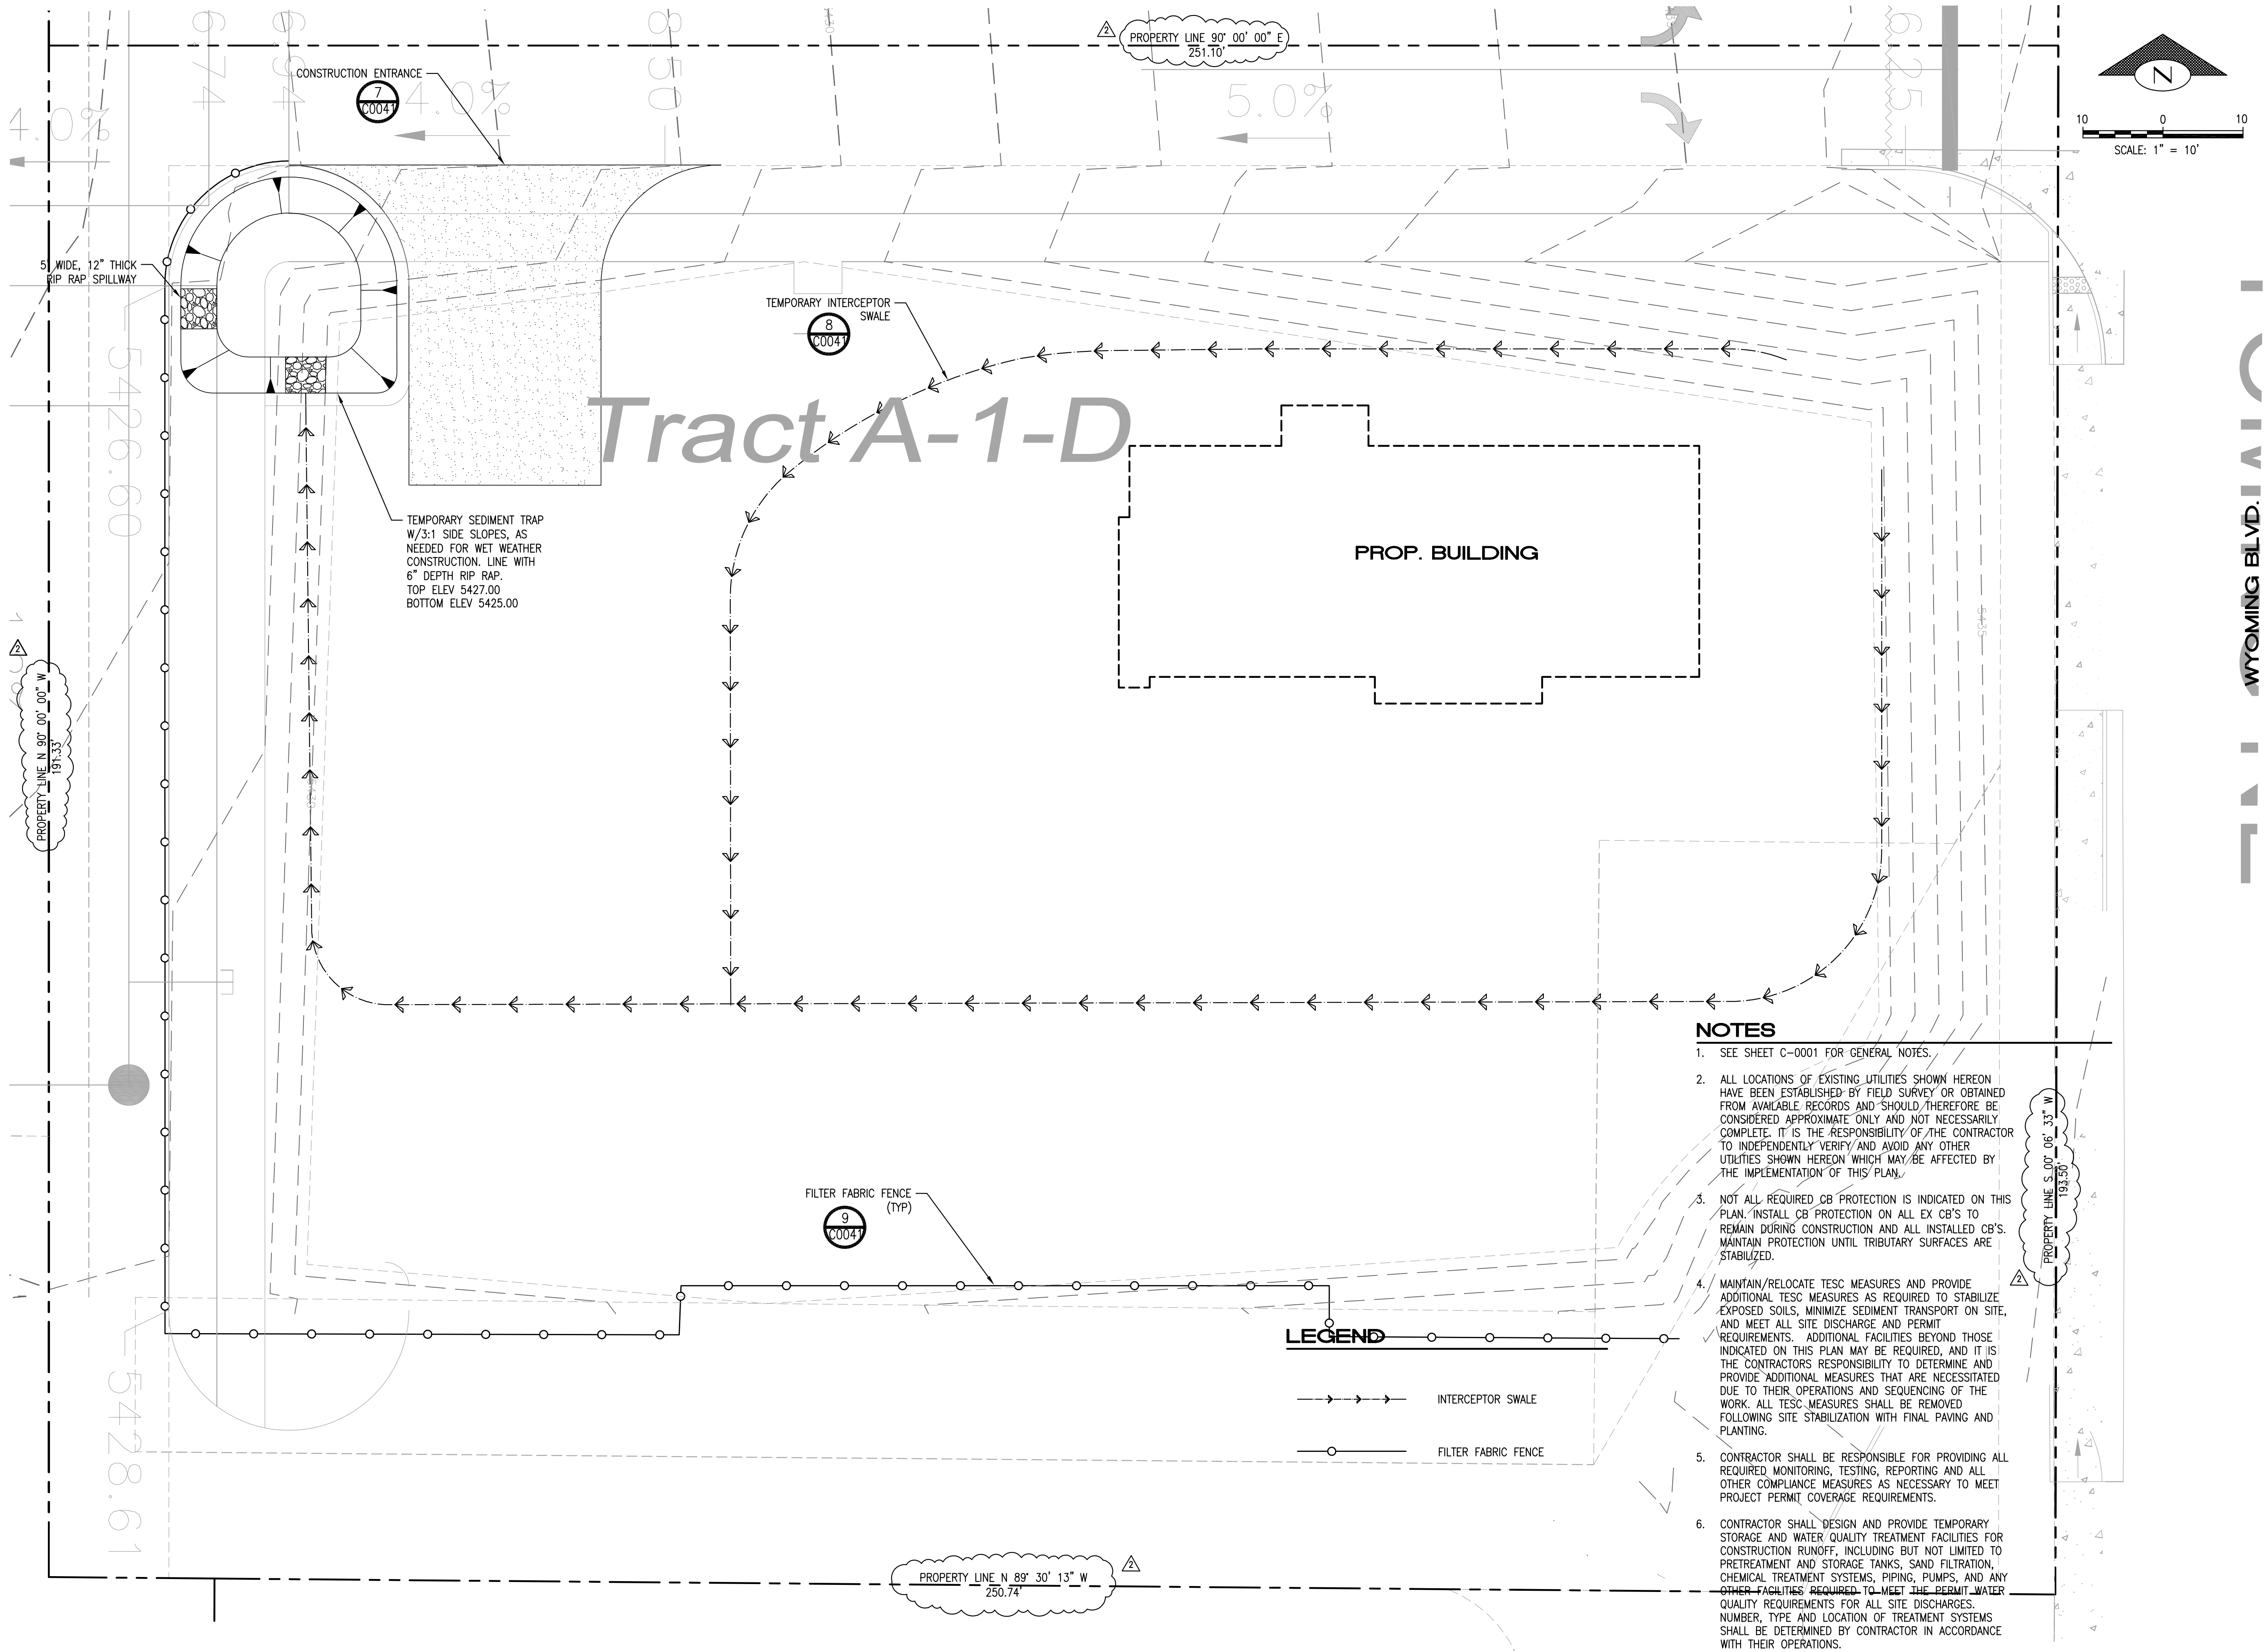 PROPERTY LINE 90° 00' 00" E
251.10'
2
N
10 0 10
SCALE: 1" = 10'
CONSTRUCTION ENTRANCE
7
C0041
4.0%
4.0%
5.0%
5' WIDE, 12" THICK
RIP RAP SPILLWAY
TEMPORARY INTERCEPTOR
SWALE
8
C0041
Tract A-1-D
TEMPORARY SEDIMENT TRAP
W/3:1 SIDE SLOPES, AS
NEEDED FOR WET WEATHER
CONSTRUCTION. LINE WITH
6" DEPTH RIP RAP.
TOP ELEV 5427.00
BOTTOM ELEV 5425.00
PROP. BUILDING
WYOMING BLVD.
5426.60
5435
2
PROPERTY LINE N 90° 00' 00" W
191.33'
FILTER FABRIC FENCE
(TYP)
9
C0041
5428.61
LEGEND
INTERCEPTOR SWALE
FILTER FABRIC FENCE
PROPERTY LINE N 89° 30' 13" W
250.74'
2
PROPERTY LINE S 00° 06' 33" W
193.50'
2
NOTES
1. SEE SHEET C-0001 FOR GENERAL NOTES.
2. ALL LOCATIONS OF EXISTING UTILITIES SHOWN HEREON
HAVE BEEN ESTABLISHED BY FIELD SURVEY OR OBTAINED
FROM AVAILABLE RECORDS AND SHOULD THEREFORE BE
CONSIDERED APPROXIMATE ONLY AND NOT NECESSARILY
COMPLETE. IT IS THE RESPONSIBILITY OF THE CONTRACTOR
TO INDEPENDENTLY VERIFY AND AVOID ANY OTHER
UTILITIES SHOWN HEREON WHICH MAY BE AFFECTED BY
THE IMPLEMENTATION OF THIS PLAN.
3. NOT ALL REQUIRED CB PROTECTION IS INDICATED ON THIS
PLAN. INSTALL CB PROTECTION ON ALL EX CB'S TO
REMAIN DURING CONSTRUCTION AND ALL INSTALLED CB'S.
MAINTAIN PROTECTION UNTIL TRIBUTARY SURFACES ARE
STABILIZED.
4. MAINTAIN/RELOCATE TESC MEASURES AND PROVIDE
ADDITIONAL TESC MEASURES AS REQUIRED TO STABILIZE
EXPOSED SOILS, MINIMIZE SEDIMENT TRANSPORT ON SITE,
AND MEET ALL SITE DISCHARGE AND PERMIT
REQUIREMENTS. ADDITIONAL FACILITIES BEYOND THOSE
INDICATED ON THIS PLAN MAY BE REQUIRED, AND IT IS
THE CONTRACTORS RESPONSIBILITY TO DETERMINE AND
PROVIDE ADDITIONAL MEASURES THAT ARE NECESSITATED
DUE TO THEIR OPERATIONS AND SEQUENCING OF THE
WORK. ALL TESC MEASURES SHALL BE REMOVED
FOLLOWING SITE STABILIZATION WITH FINAL PAVING AND
PLANTING.
5. CONTRACTOR SHALL BE RESPONSIBLE FOR PROVIDING ALL
REQUIRED MONITORING, TESTING, REPORTING AND ALL
OTHER COMPLIANCE MEASURES AS NECESSARY TO MEET
PROJECT PERMIT COVERAGE REQUIREMENTS.
6. CONTRACTOR SHALL DESIGN AND PROVIDE TEMPORARY
STORAGE AND WATER QUALITY TREATMENT FACILITIES FOR
CONSTRUCTION RUNOFF, INCLUDING BUT NOT LIMITED TO
PRETREATMENT AND STORAGE TANKS, SAND FILTRATION,
CHEMICAL TREATMENT SYSTEMS, PIPING, PUMPS, AND ANY
OTHER FACILITIES REQUIRED TO MEET THE PERMIT WATER
QUALITY REQUIREMENTS FOR ALL SITE DISCHARGES.
NUMBER, TYPE AND LOCATION OF TREATMENT SYSTEMS
SHALL BE DETERMINED BY CONTRACTOR IN ACCORDANCE
WITH THEIR OPERATIONS.